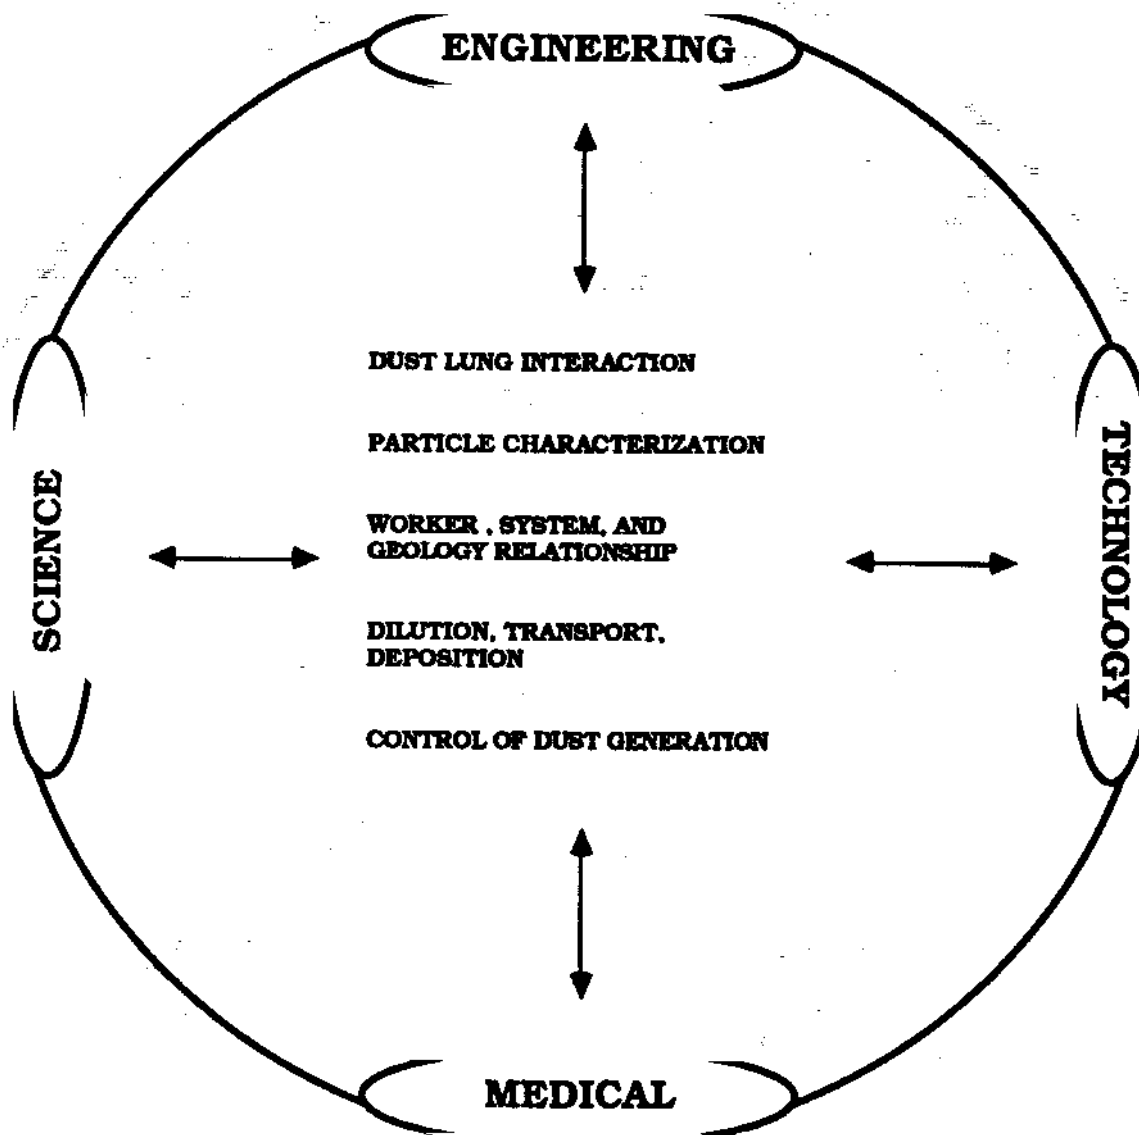 ENGINEERING
DUST LUNG INTERACTION
PARTICLE CHARACTERIZATION
WORKER , SYSTEM, AND
GEOLOGY RELATIONSHIP
DILUTION, TRANSPORT,
DEPOSITION
CONTROL OF DUST GENERATION
SCIENCE
TECHNOLOGY
MEDICAL